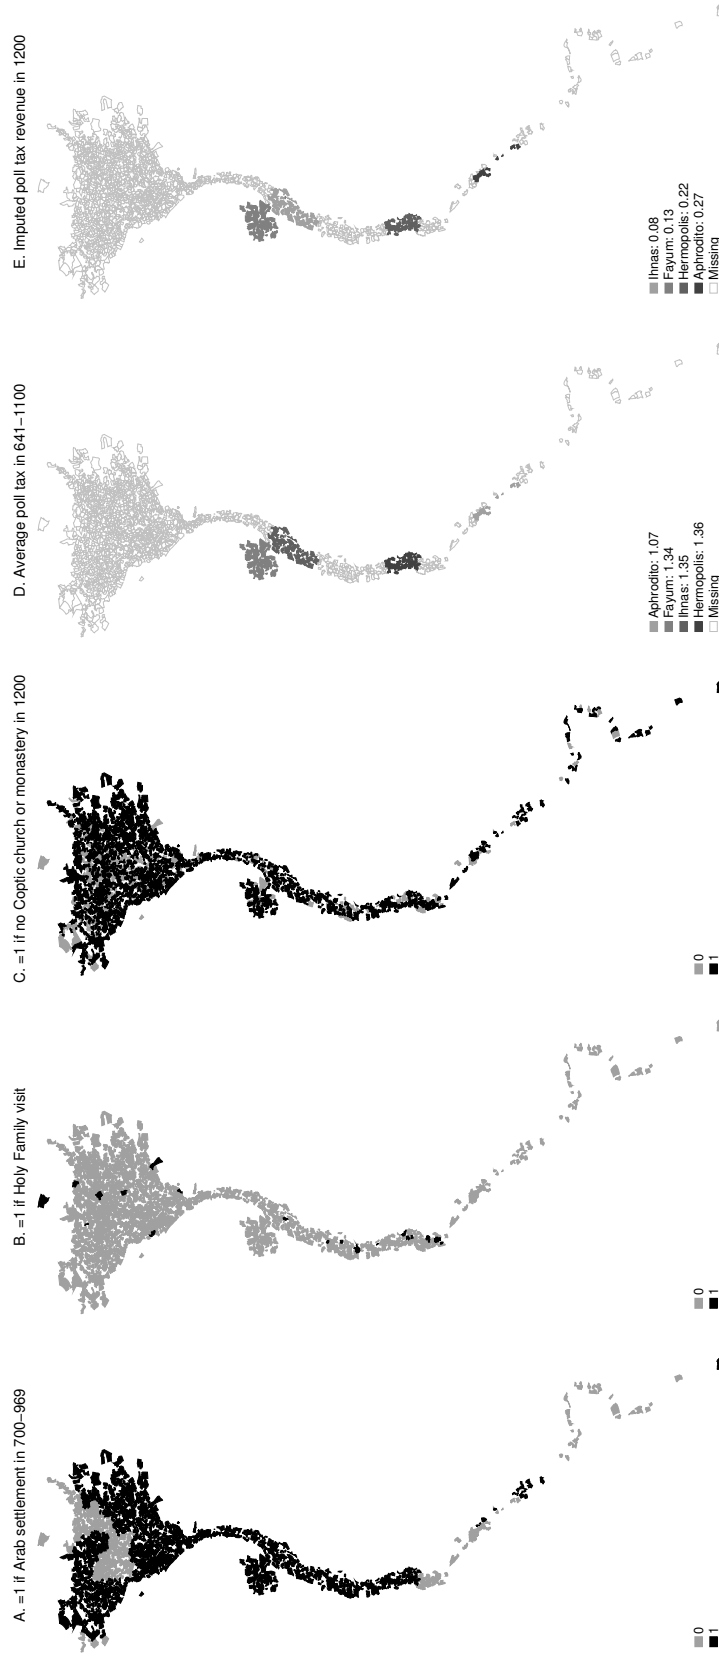 A. =1 if Arab settlement in 700−969
0
1
B. =1 if Holy Family visit
0
1
C. =1 if no Coptic church or monastery in 1200
0
1
D. Average poll tax in 641−1100
Aphrodito: 1.07
Fayum: 1.34
Ihnas: 1.35
Hermopolis: 1.36
Missing
E. Imputed poll tax revenue in 1200
Ihnas: 0.08
Fayum: 0.13
Hermopolis: 0.22
Aphrodito: 0.27
Missing